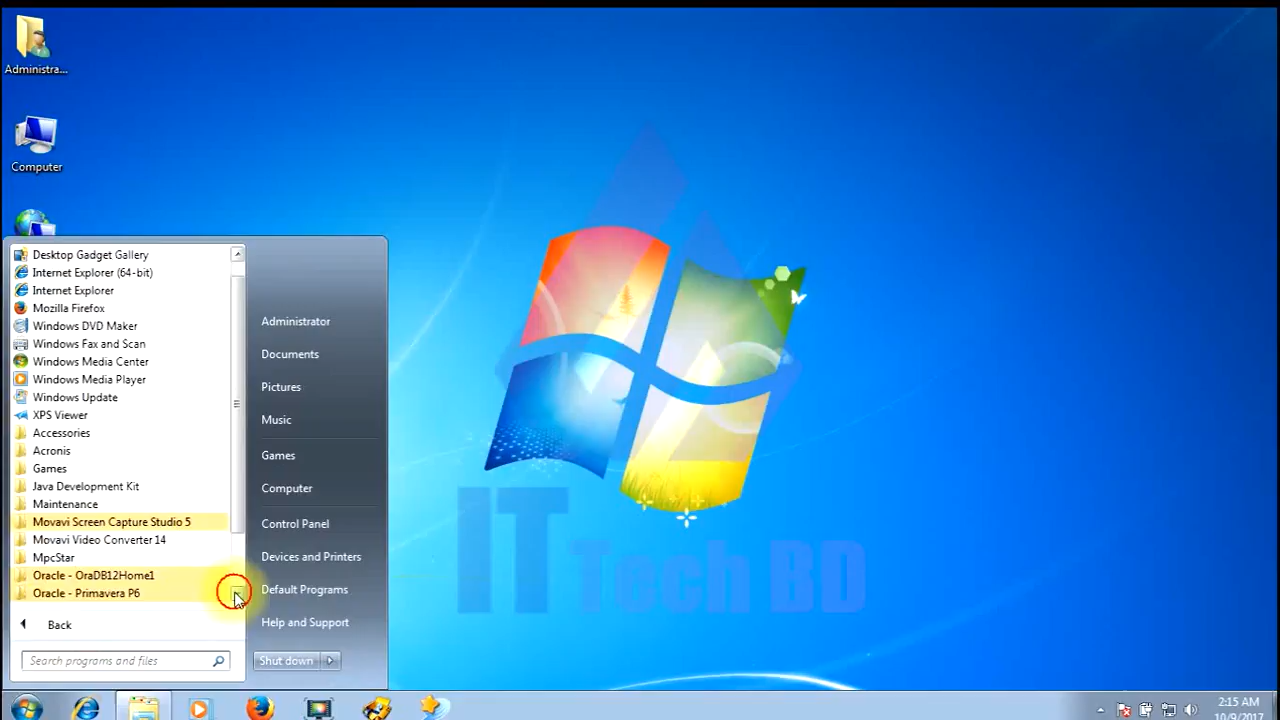 Administra...
Computer
Desktop Gadget Gallery
Internet Explorer (64-bit)
Internet Explorer
Mozilla Firefox
Windows DVD Maker
Windows Fax and Scan
Windows Media Center
Windows Media Player
Windows Update
XPS Viewer
Accessories
Acronis
Games
Java Development Kit
Maintenance
Movavi Screen Capture Studio 5
Movavi Video Converter 14
MpcStar
Oracle - OraDB12Home1
Oracle - Primavera P6
Back
Search programs and files
Administrator
Documents
Pictures
Music
Games
Computer
Control Panel
Devices and Printers
Default Programs
Help and Support
Shut down
IT Tech BD
2:15 AM
10/9/2017